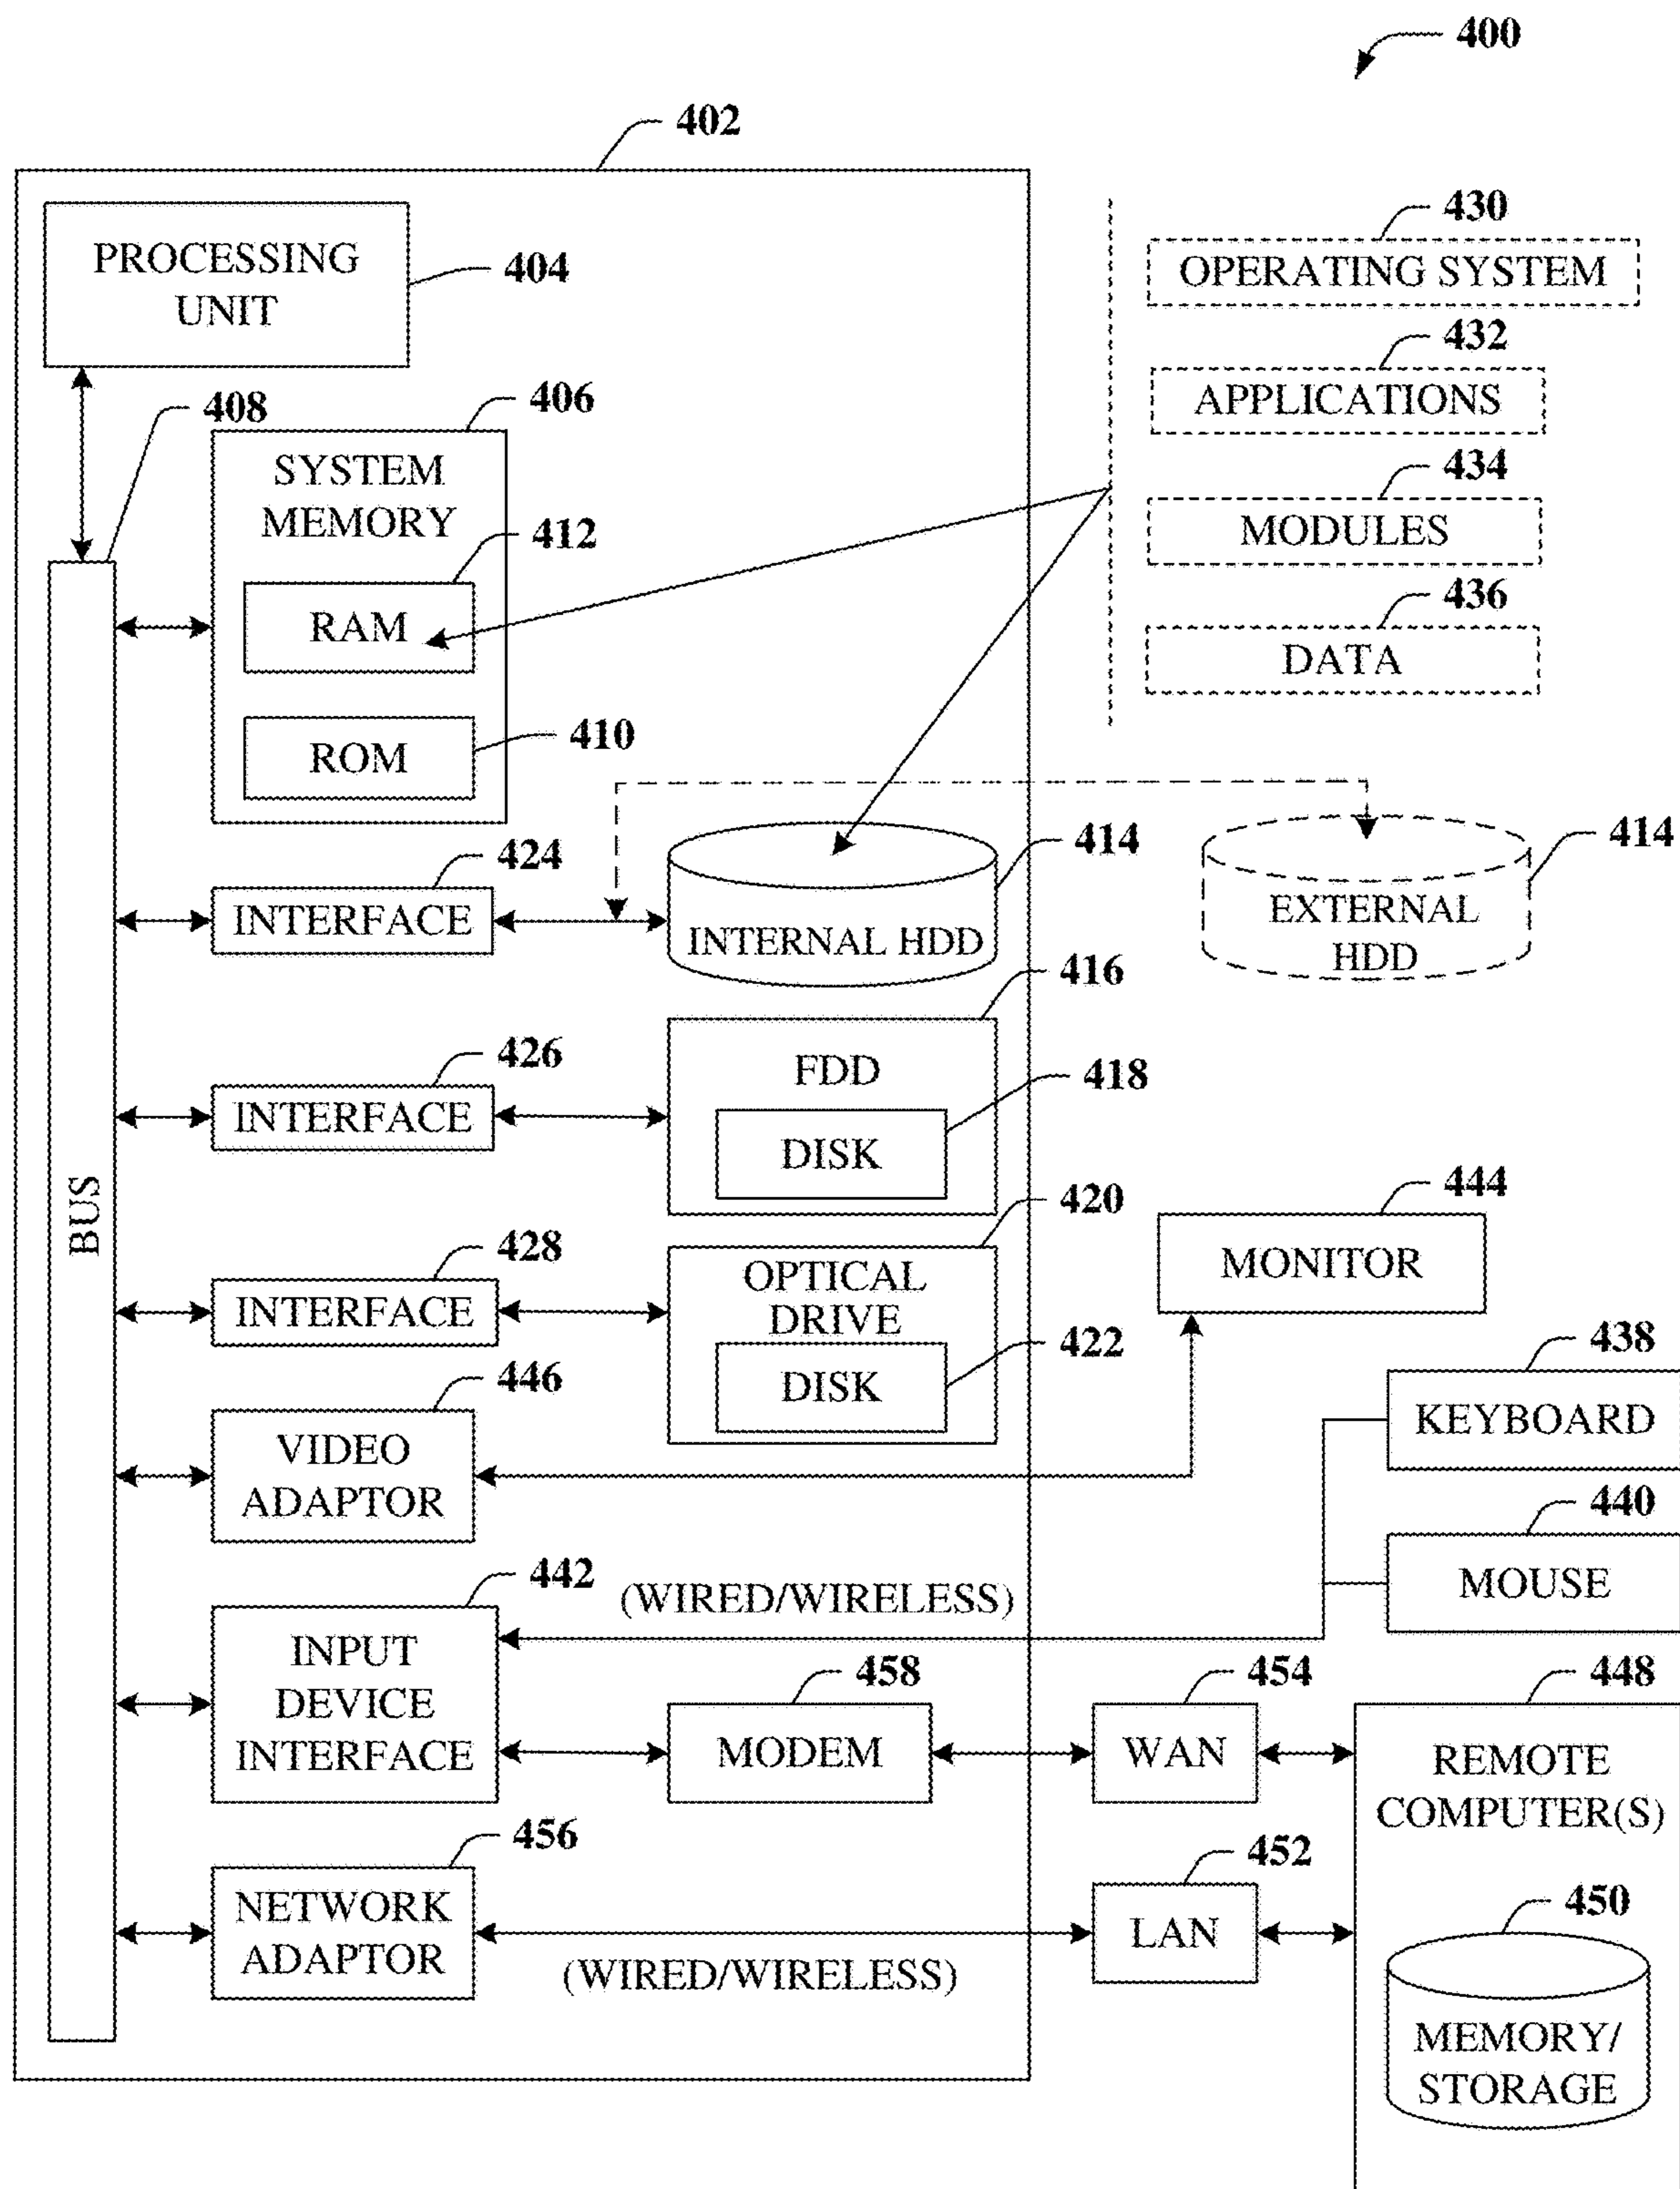 400
402
PROCESSING
UNIT
404
430
OPERATING SYSTEM
432
APPLICATIONS
434
MODULES
436
DATA
408
406
SYSTEM
MEMORY
412
RAM
410
ROM
424
INTERFACE
414
INTERNAL HDD
414
EXTERNAL
HDD
416
426
INTERFACE
FDD
418
DISK
BUS
420
428
INTERFACE
OPTICAL
DRIVE
422
DISK
444
MONITOR
446
VIDEO
ADAPTOR
438
KEYBOARD
440
MOUSE
442
(WIRED/WIRELESS)
INPUT
DEVICE
INTERFACE
458
MODEM
454
WAN
448
REMOTE
COMPUTER(S)
456
NETWORK
ADAPTOR
(WIRED/WIRELESS)
452
LAN
450
MEMORY/
STORAGE